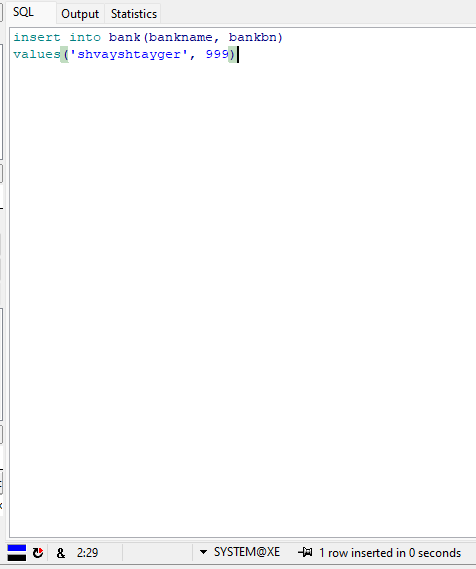 SQL Output Statistics
insert into bank(bankname, bankbn)
values('shvayshtayger', 999)
& 2:29 SYSTEM@XE 1 row inserted in 0 seconds